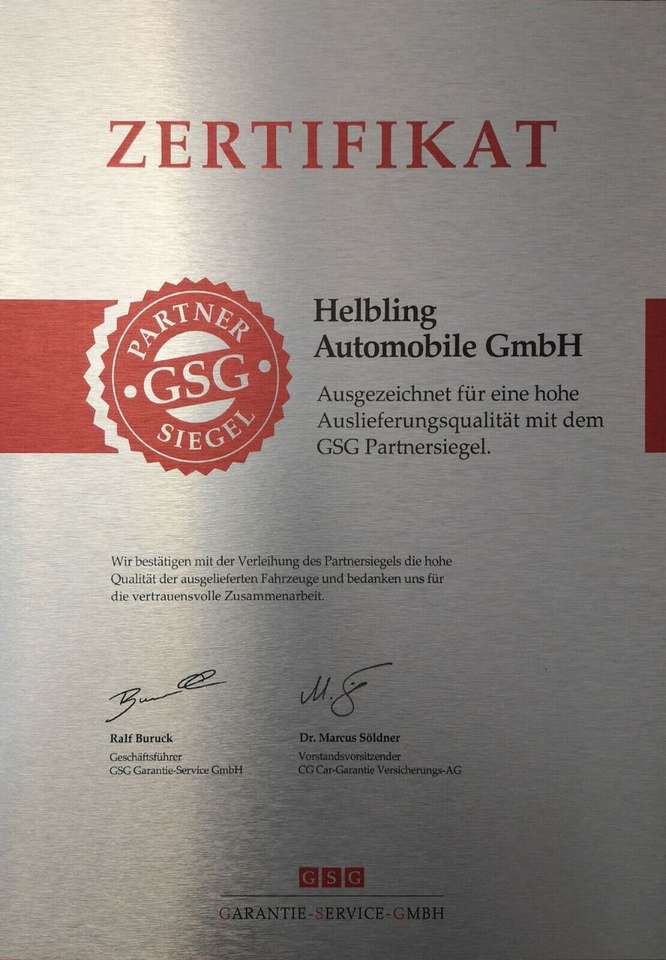 ZERTIFIKAT
PARTNER
GSG
SIEGEL
Helbling
Automobile GmbH
Ausgezeichnet für eine hohe
Auslieferungsqualität mit dem
GSG Partnersiegel.
Wir bestätigen mit der Verleihung des Partnersiegels die hohe
Qualität der ausgelieferten Fahrzeuge und bedanken uns für
die vertrauensvolle Zusammenarbeit.
Ralf Buruck
Geschäftsführer
GSG Garantie-Service GmbH
Dr. Marcus Söldner
Vorstandsvorsitzender
CG Car-Garantie Versicherungs-AG
GSG
GARANTIE-SERVICE-GMBH